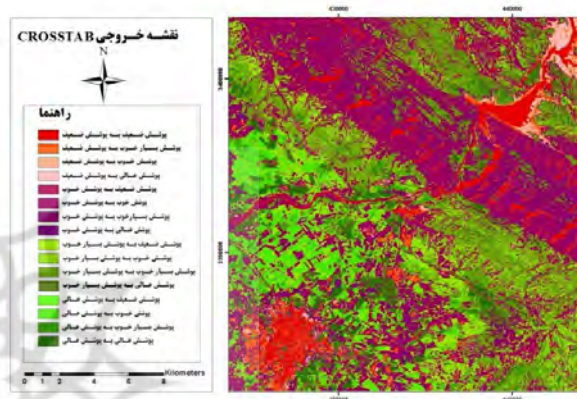 نقشه خروجی CROSSTAB
N
راهنما
پوشش ضعیف به پوشش ضعیف
پوشش بسیار خوب به پوشش ضعیف
پوشش خوب به پوشش ضعیف
پوشش عالی به پوشش ضعیف
پوشش ضعیف به پوشش خوب
پوشش خوب به پوشش خوب
پوشش بسیارخوب به پوشش خوب
پوشش عالی به پوشش خوب
پوشش ضعیف به پوشش بسیار خوب
پوشش خوب به پوشش بسیار خوب
پوشش بسیار خوب به پوشش بسیار خوب
پوشش عالی به پوشش بسیار خوب
پوشش ضعیف به پوشش عالی
پوشش خوب به پوشش عالی
پوشش بسیار خوب به پوشش عالی
پوشش عالی به پوشش عالی
Kilometers
0 1 2 4 6 8
430000
440000